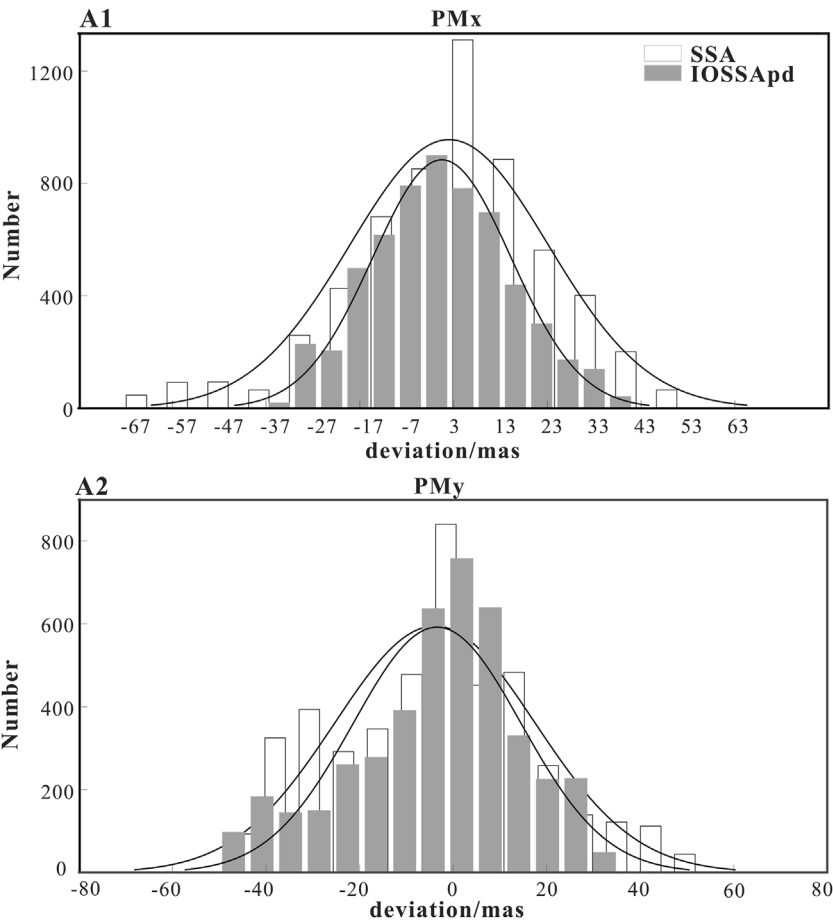 A1 PMx
SSA
IOSSApd
1200
800
400
0
Number
-67 -57 -47 -37 -27 -17 -7 3 13 23 33 43 53 63
deviation/mas
A2 PMy
800
600
400
200
0
Number
-80 -60 -40 -20 0 20 40 60 80
deviation/mas